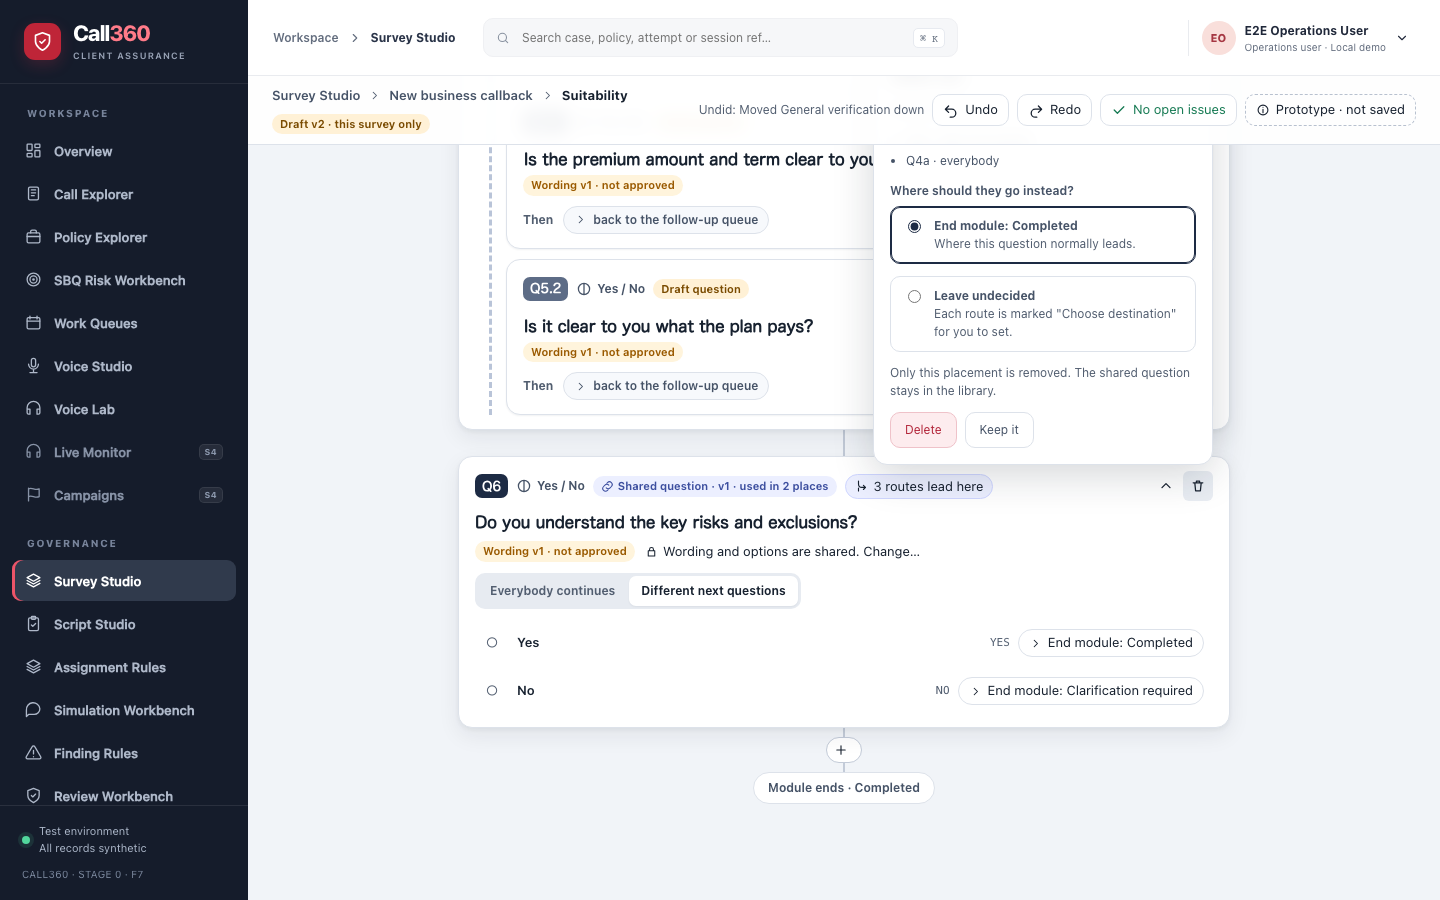 Call360
CLIENT ASSURANCE
WORKSPACE
Overview
Call Explorer
Policy Explorer
SBQ Risk Workbench
Work Queues
Voice Studio
Voice Lab
Live Monitor S4
Campaigns S4
GOVERNANCE
Survey Studio
Script Studio
Assignment Rules
Simulation Workbench
Finding Rules
Review Workbench
Test environment
All records synthetic
CALL360 · STAGE 0 · F7
Workspace > Survey Studio
Search case, policy, attempt or session ref...
⌘ K
EO
E2E Operations User
Operations user · Local demo
Survey Studio > New business callback > Suitability
Draft v2 · this survey only
Undid: Moved General verification down
Undo
Redo
No open issues
Prototype · not saved
Is the premium amount and term clear to you
Wording v1 · not approved
Then > back to the follow-up queue
Q5.2 Yes / No Draft question
Is it clear to you what the plan pays?
Wording v1 · not approved
Then > back to the follow-up queue
• Q4a · everybody
Where should they go instead?
End module: Completed
Where this question normally leads.
Leave undecided
Each route is marked "Choose destination"
for you to set.
Only this placement is removed. The shared question
stays in the library.
Delete
Keep it
Q6 Yes / No Shared question · v1 · used in 2 places 3 routes lead here
Do you understand the key risks and exclusions?
Wording v1 · not approved Wording and options are shared. Change...
Everybody continues Different next questions
Yes YES > End module: Completed
No NO > End module: Clarification required
+
Module ends · Completed